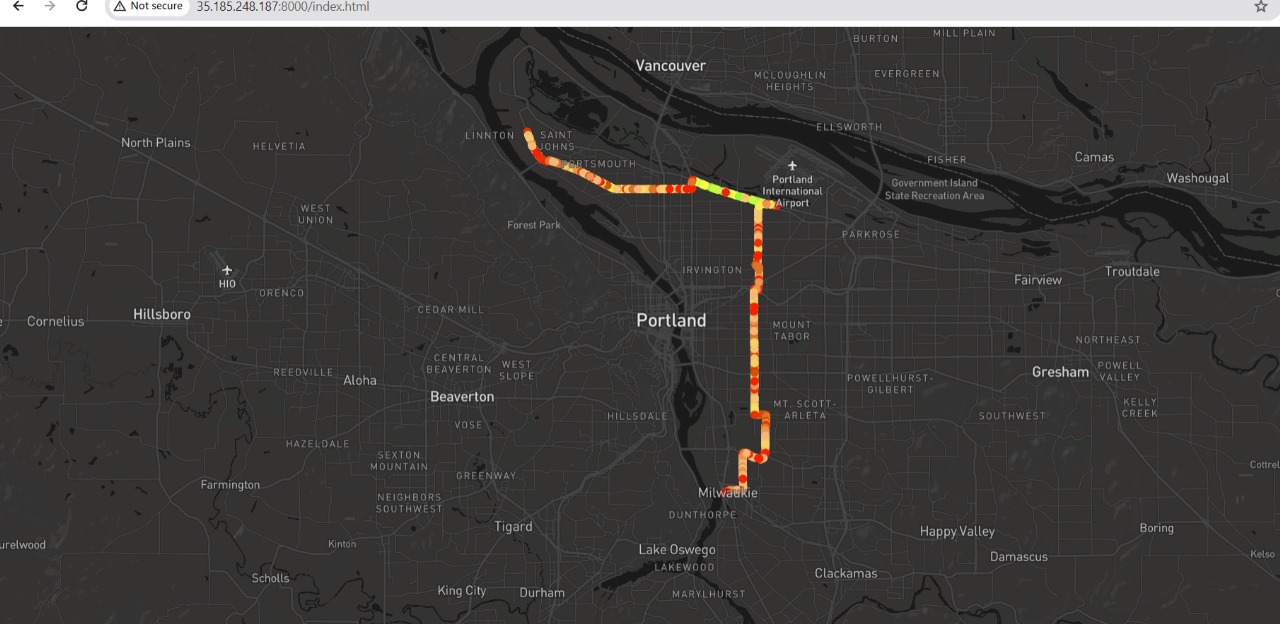 Not secure
35.185.248.187:8000/index.html
BURTON
MILL PLAIN
Vancouver
MCLOUGHLIN
HEIGHTS
EVERGREEN
ELLSWORTH
LINNTON
SAINT
JOHNS
North Plains
HELVETIA
PORTSMOUTH
FISHER
Camas
Washougal
Portland
International
Airport
Government Island
State Recreation Area
WEST
UNION
Forest Park
PARKROSE
HIO
IRVINGTON
Troutdale
Fairview
ORENCO
CEDAR MILL
Hillsboro
Cornelius
Portland
MOUNT
TABOR
NORTHEAST
CENTRAL
BEAVERTON
WEST
SLOPE
REEDVILLE
Aloha
POWELLHURST-
GILBERT
Gresham
POWELL
VALLEY
Beaverton
MT. SCOTT-
ARLETA
KELLY
CREEK
HILLSDALE
SOUTHWEST
VOSE
HAZELDALE
SEXTON
MOUNTAIN
Cottrel
GREENWAY
Farmington
NEIGHBORS
SOUTHWEST
Milwaukie
DUNTHORPE
Tigard
Happy Valley
Boring
urelwood
Kinton
Lake Oswego
LAKEWOOD
Damascus
Kelso
Scholls
Clackamas
King City
Durham
MARYLHURST